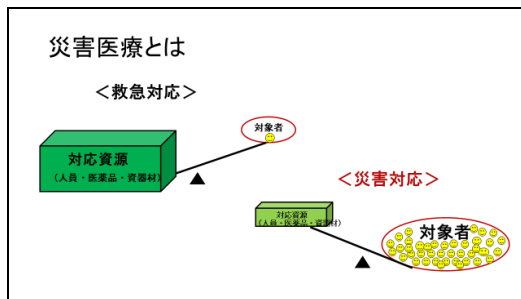 災害医療とは
＜救急対応＞
対象者
対応資源
（人員・医薬品・資器材）
＜災害対応＞
対応資源
（人員・医薬品・資器材）
対象者